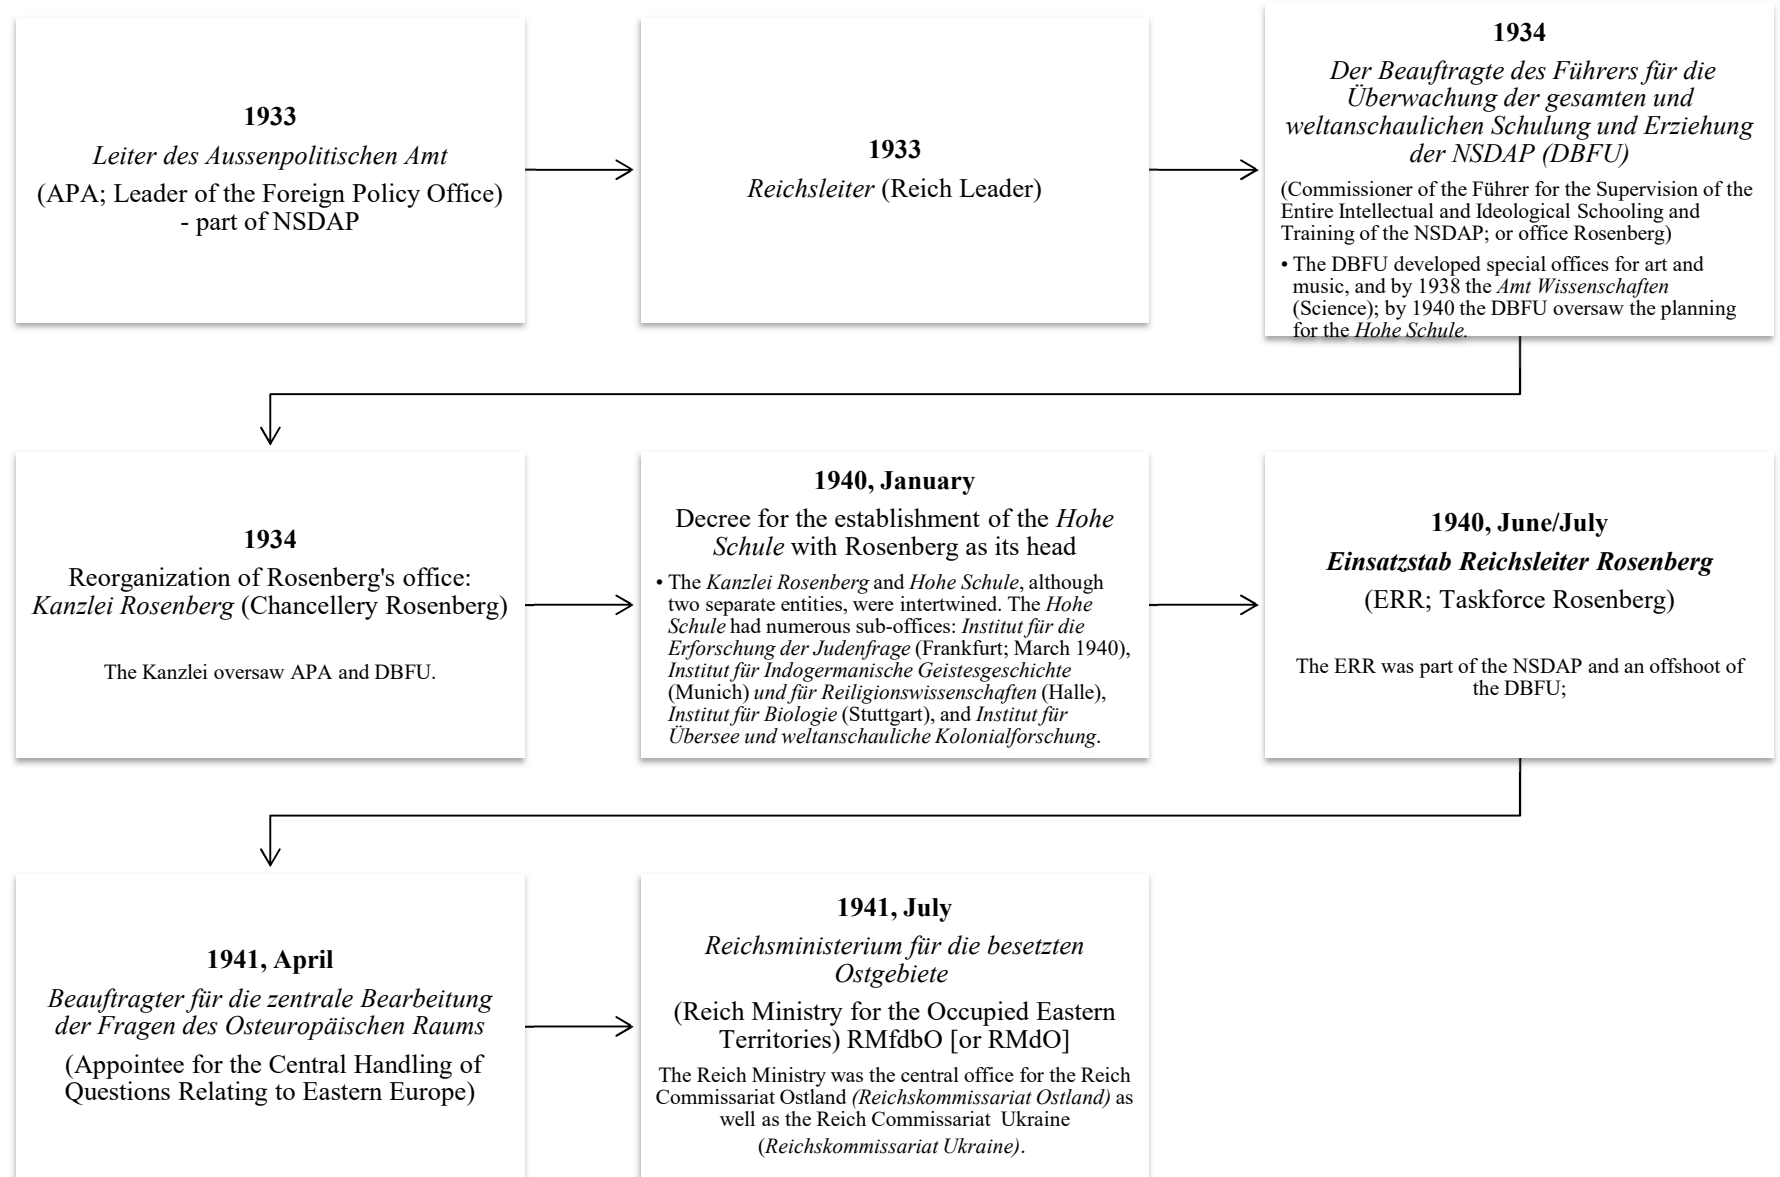 1933
Leiter des Aussenpolitischen Amt
(APA; Leader of the Foreign Policy Office)
- part of NSDAP
1933
Reichsleiter (Reich Leader)
1934
Der Beauftragte des Führers für die
Überwachung der gesamten und
weltanschaulichen Schulung und Erziehung
der NSDAP (DBFU)
(Commissioner of the Führer for the Supervision of the
Entire Intellectual and Ideological Schooling and
Training of the NSDAP; or office Rosenberg)
• The DBFU developed special offices for art and
music, and by 1938 the Amt Wissenschaften
(Science); by 1940 the DBFU oversaw the planning
for the Hohe Schule.
1934
Reorganization of Rosenberg's office:
Kanzlei Rosenberg (Chancellery Rosenberg)
The Kanzlei oversaw APA and DBFU.
1940, January
Decree for the establishment of the Hohe
Schule with Rosenberg as its head
• The Kanzlei Rosenberg and Hohe Schule, although
two separate entities, were intertwined. The Hohe
Schule had numerous sub-offices: Institut für die
Erforschung der Judenfrage (Frankfurt; March 1940),
Institut für Indogermanische Geistesgeschichte
(Munich) und für Reiligionswissenschaften (Halle),
Institut für Biologie (Stuttgart), and Institut für
Übersee und weltanschauliche Kolonialforschung.
1940, June/July
Einsatzstab Reichsleiter Rosenberg
(ERR; Taskforce Rosenberg)
The ERR was part of the NSDAP and an offshoot of
the DBFU;
1941, April
Beauftragter für die zentrale Bearbeitung
der Fragen des Osteuropäischen Raums
(Appointee for the Central Handling of
Questions Relating to Eastern Europe)
1941, July
Reichsministerium für die besetzten
Ostgebiete
(Reich Ministry for the Occupied Eastern
Territories) RMfdbO [or RMdO]
The Reich Ministry was the central office for the Reich
Commissariat Ostland (Reichskommissariat Ostland) as
well as the Reich Commissariat Ukraine
(Reichskommissariat Ukraine).